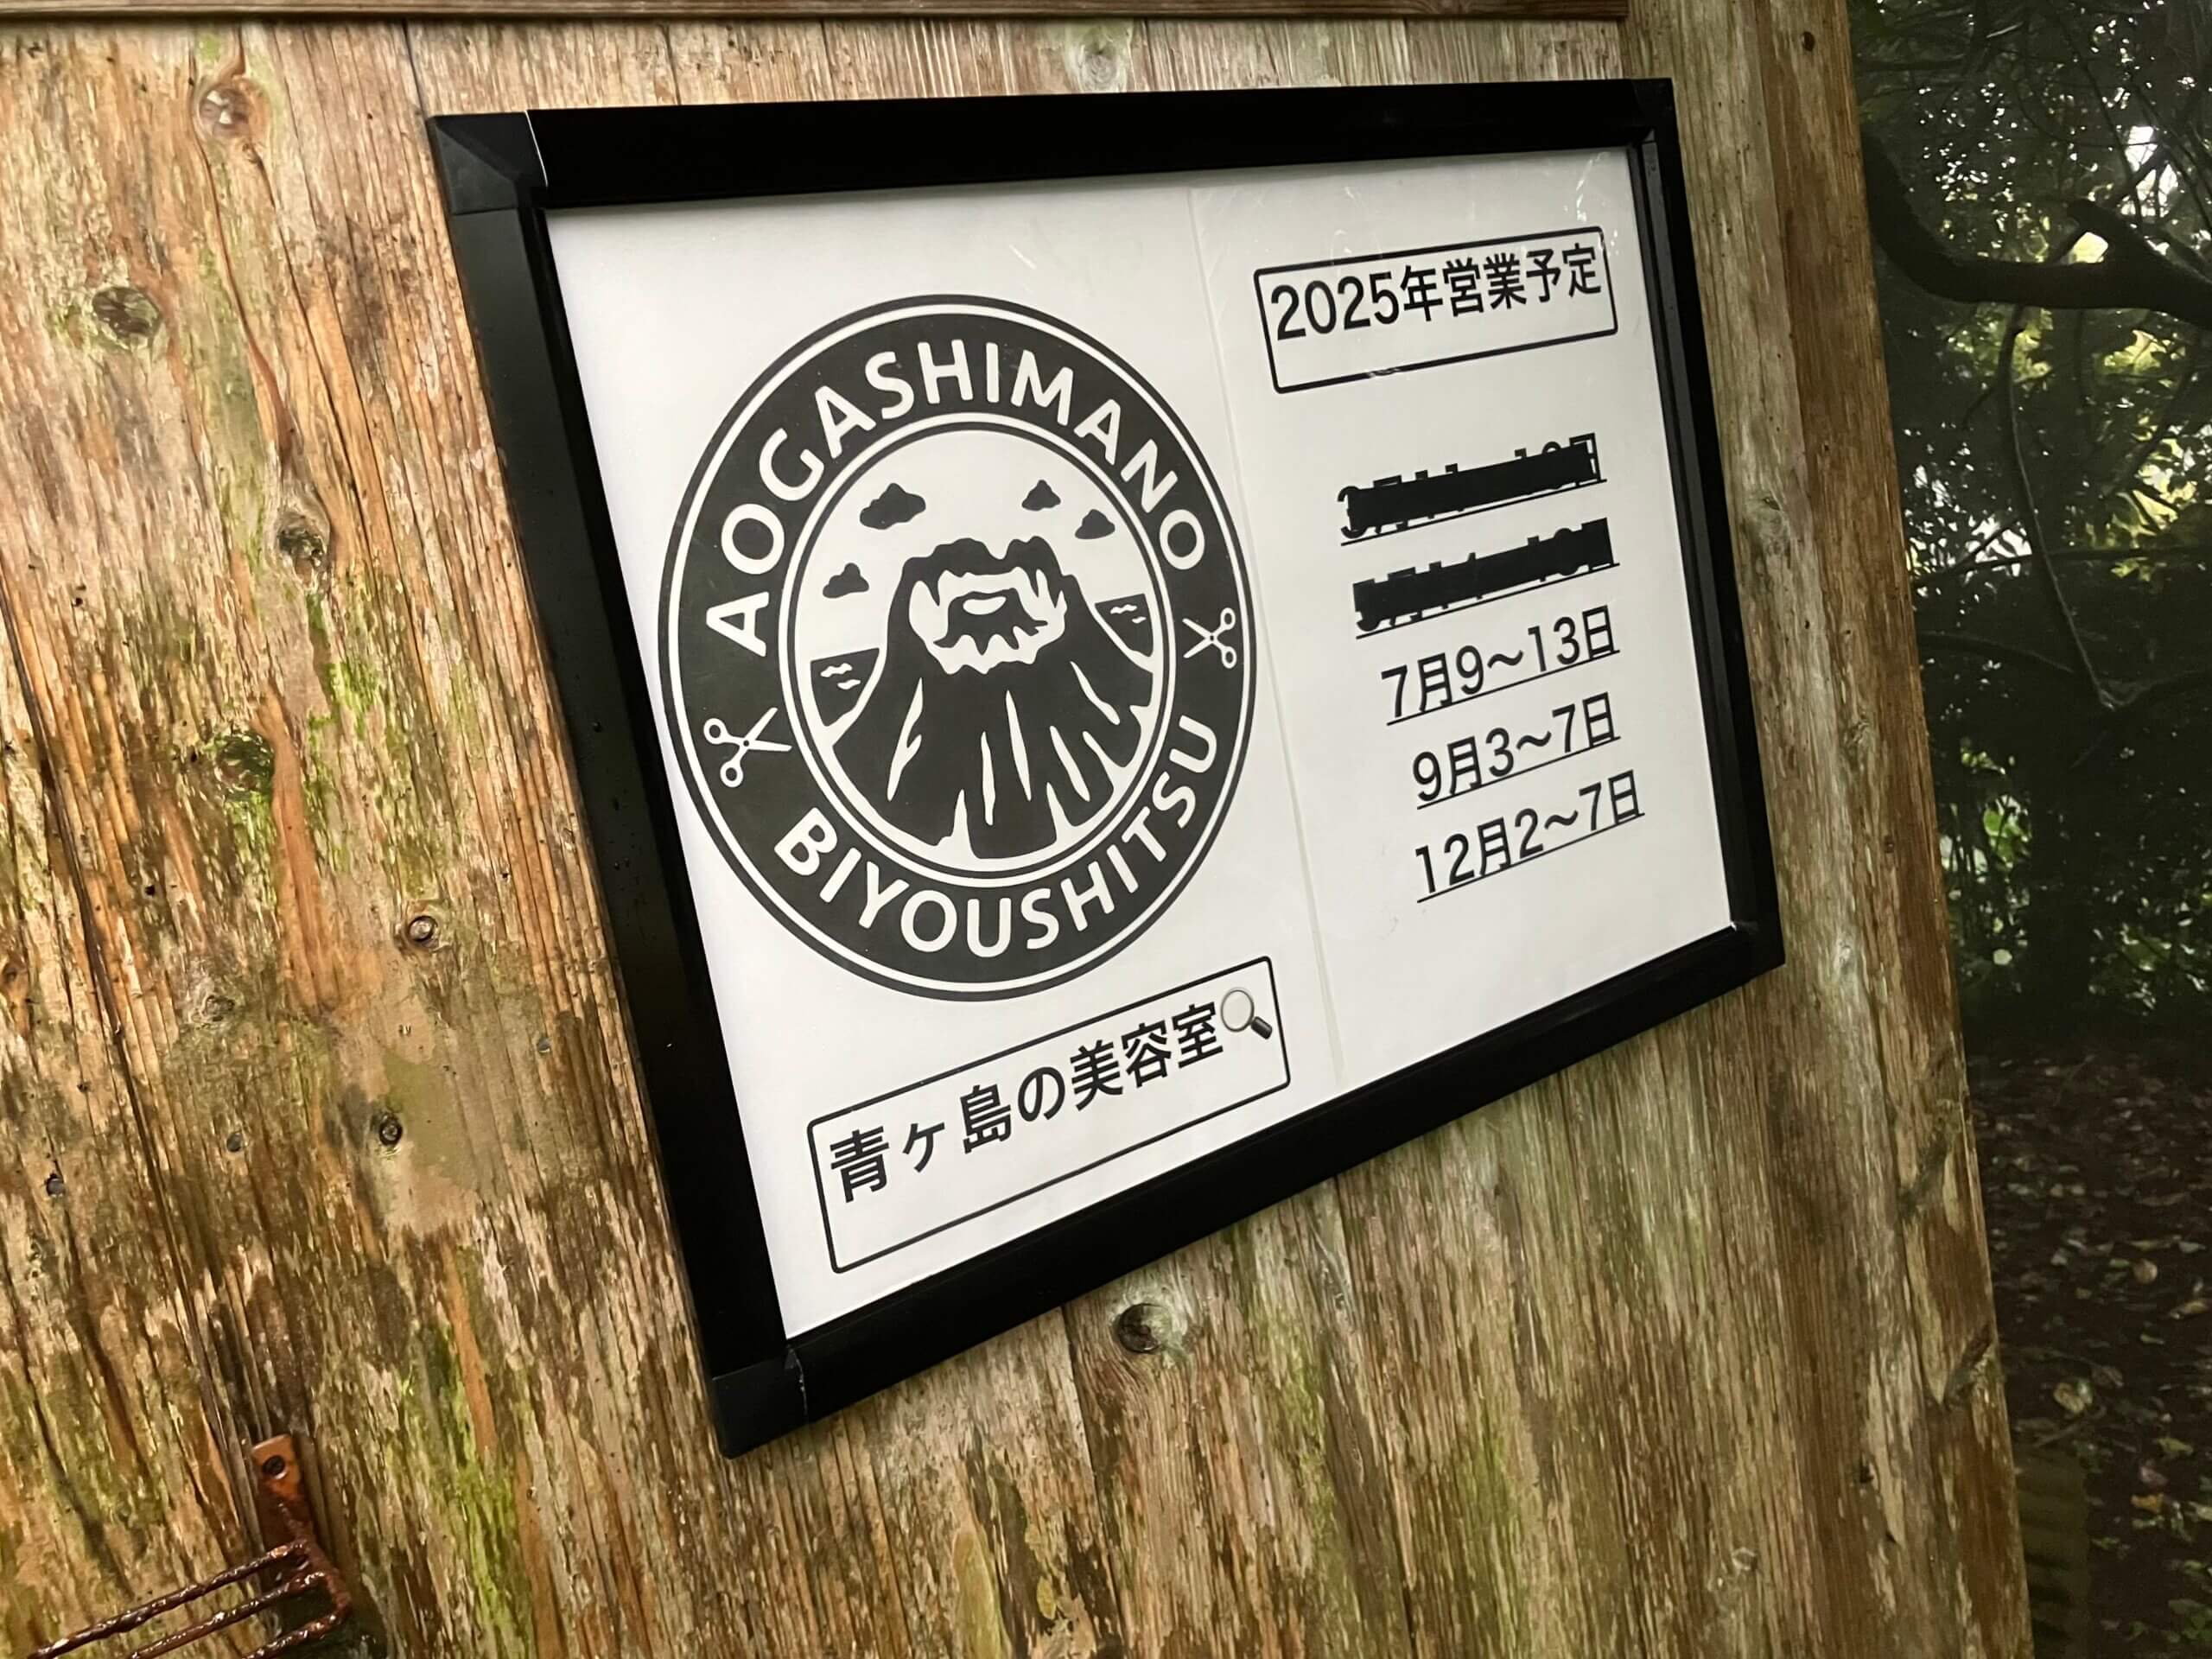 AOGASHIMANO
BIYOUSHITSU
青ヶ島の美容室
2025年営業予定
7月9〜13日
9月3〜7日
12月2〜7日